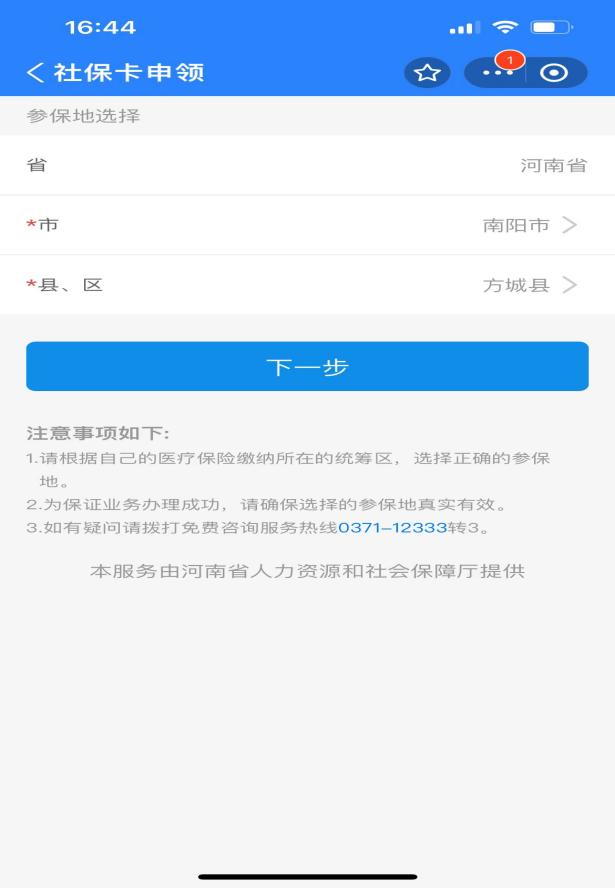 16:44
社保卡申领
1
参保地选择
省 河南省
*市 南阳市
*县、区 方城县
下一步
注意事项如下:
1.请根据自己的医疗保险缴纳所在的统筹区，选择正确的参保
地。
2.为保证业务办理成功，请确保选择的参保地真实有效。
3.如有疑问请拨打免费咨询服务热线0371-12333转3。
本服务由河南省人力资源和社会保障厅提供